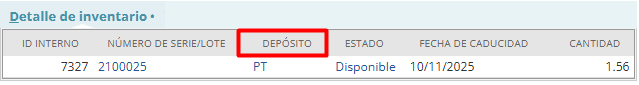 Detalle de inventario •
ID INTERNO NÚMERO DE SERIE/LOTE DEPÓSITO ESTADO FECHA DE CADUCIDAD CANTIDAD
7327 2100025 PT Disponible 10/11/2025 1.56